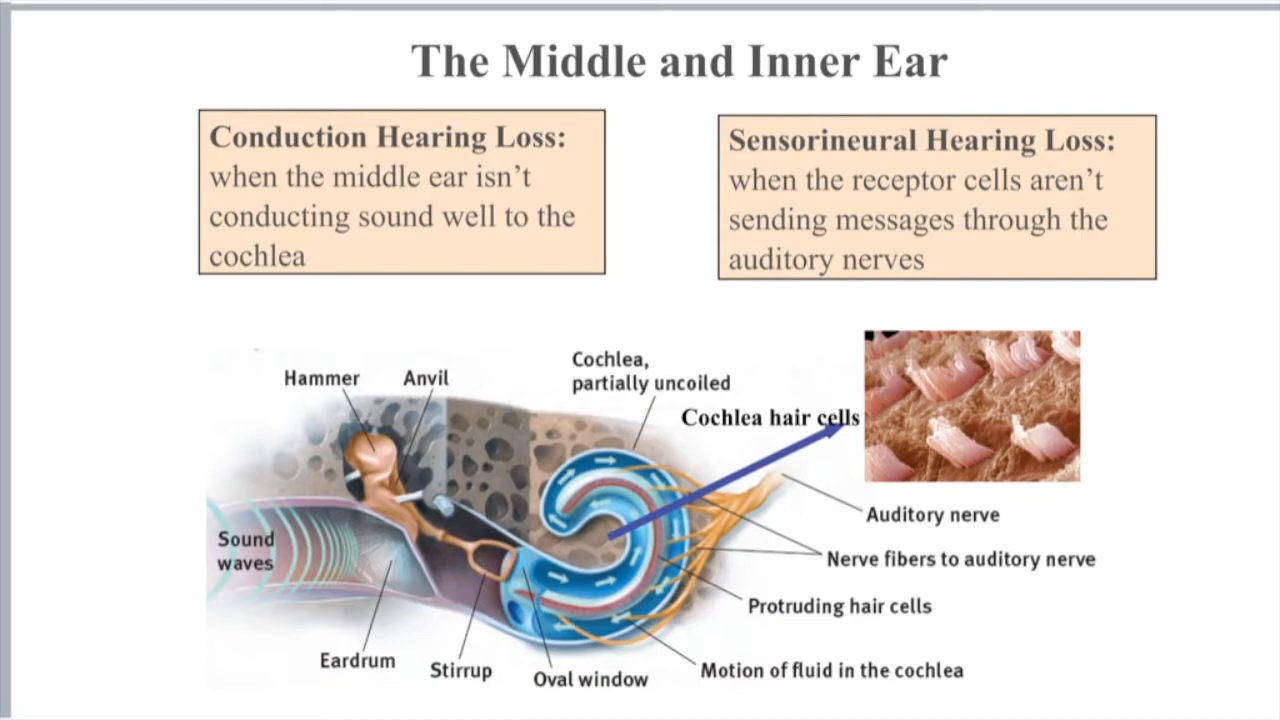 The Middle and Inner Ear
Conduction Hearing Loss:
when the middle ear isn’t
conducting sound well to the
cochlea
Sensorineural Hearing Loss:
when the receptor cells aren’t
sending messages through the
auditory nerves
Hammer
Anvil
Cochlea,
partially uncoiled
Cochlea hair cells
Sound
waves
Auditory nerve
Nerve fibers to auditory nerve
Protruding hair cells
Eardrum
Stirrup
Oval window
Motion of fluid in the cochlea